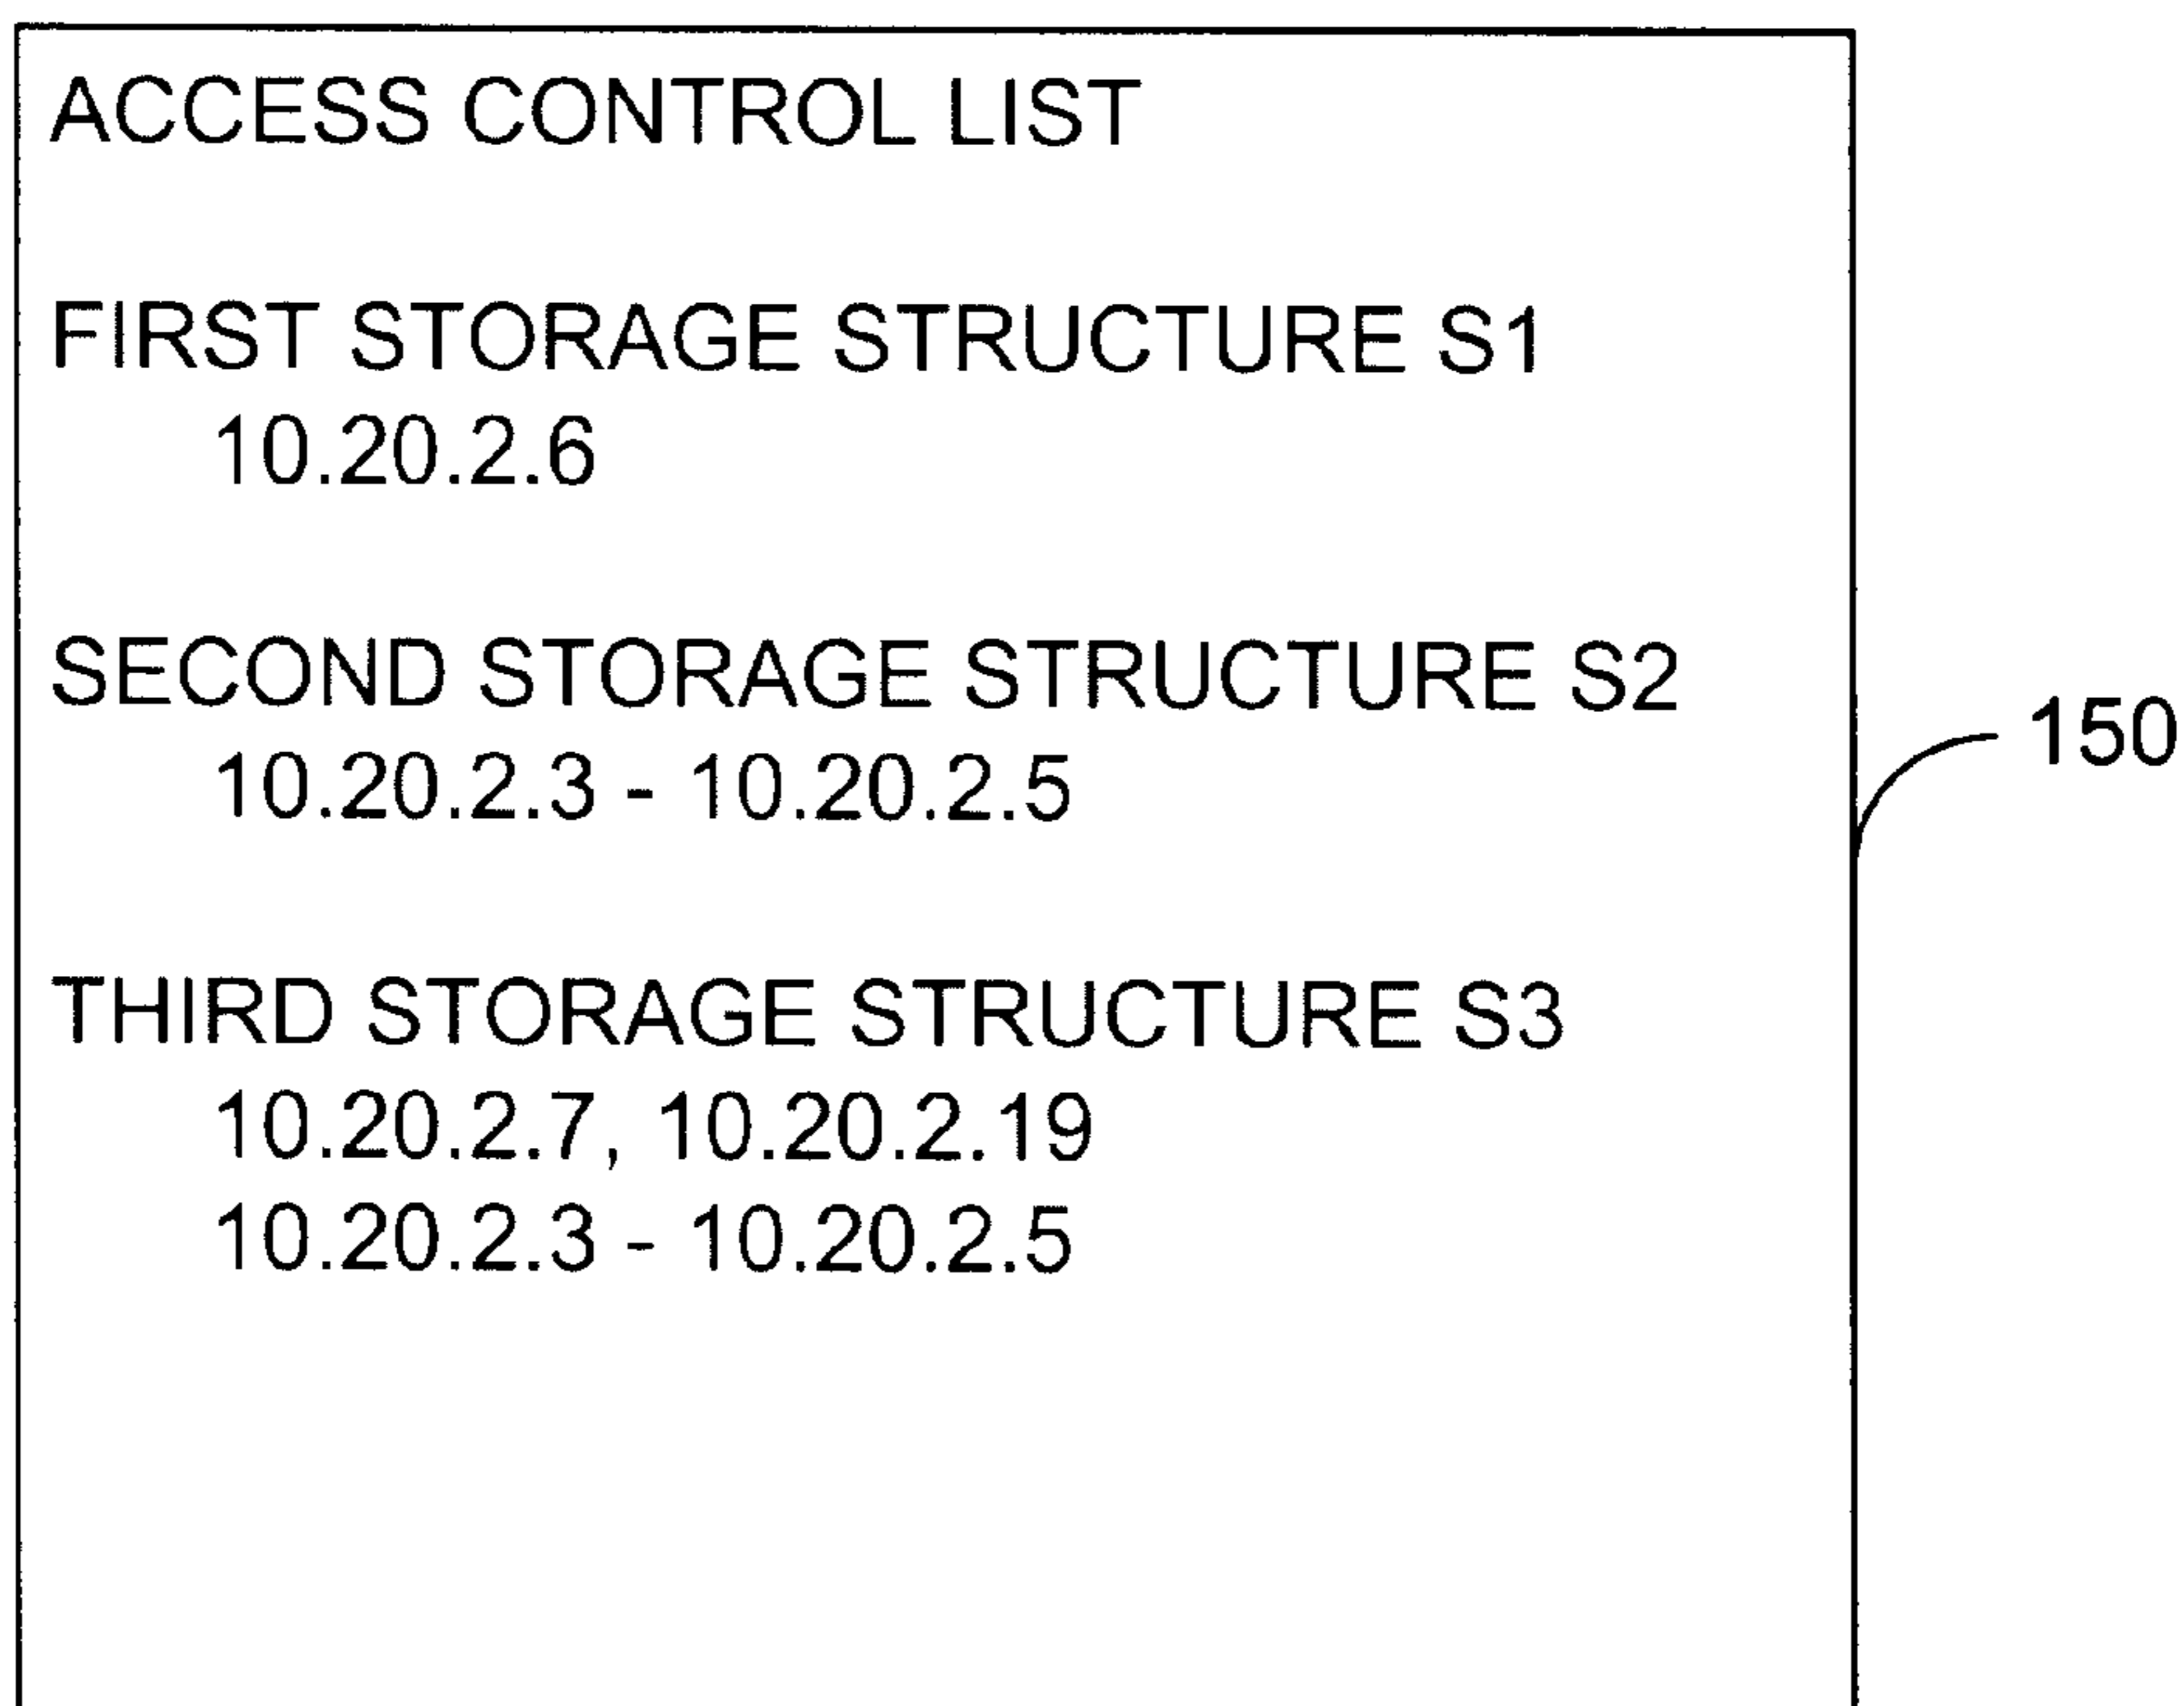 ACCESS CONTROL LIST
FIRST STORAGE STRUCTURE S1
10.20.2.6
SECOND STORAGE STRUCTURE S2
10.20.2.3 - 10.20.2.5
150
THIRD STORAGE STRUCTURE S3
10.20.2.7, 10.20.2.19
10.20.2.3 - 10.20.2.5